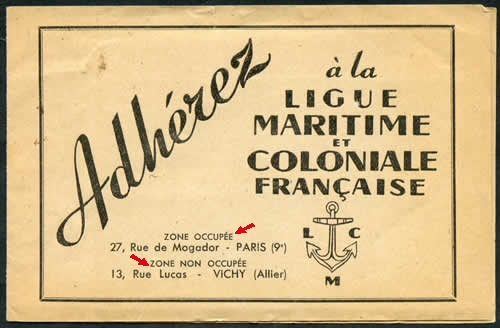 Adhérez
à la
LIGUE
MARITIME
ET
COLONIALE
FRANÇAISE
L C
M
ZONE OCCUPÉE
27, Rue de Mogador - PARIS (9e)
ZONE NON OCCUPÉE
13, Rue Lucas - VICHY (Allier)